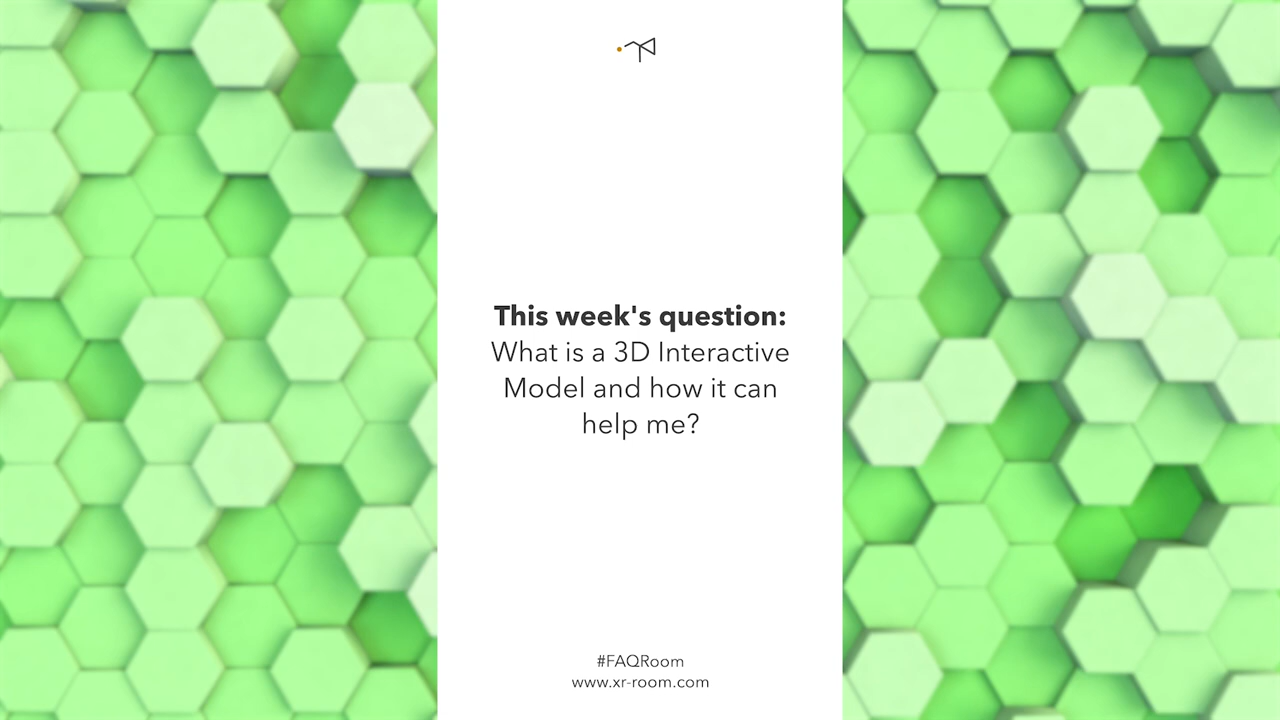 This week's question:
What is a 3D Interactive
Model and how it can
help me?
#FAQRoom
www.xr-room.com